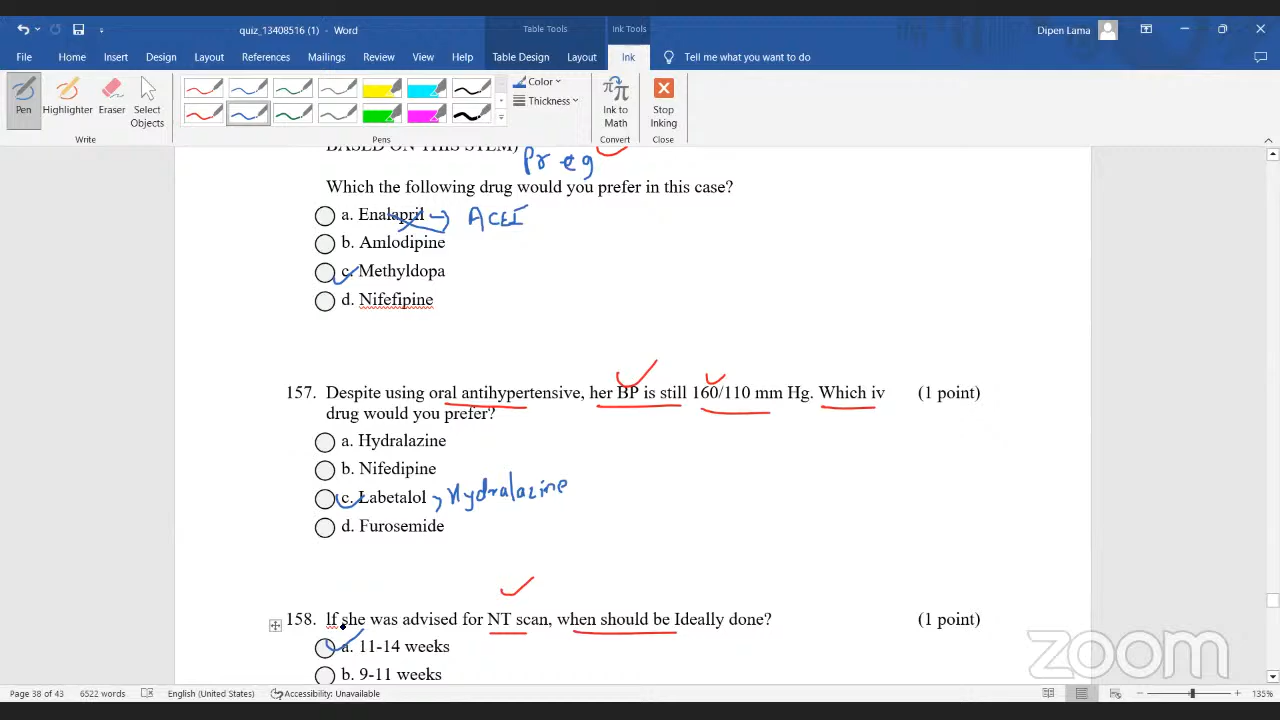 quiz_13408516 (1) - Word
Table Tools
Ink Tools
Dipen Lama
File Home Insert Design Layout References Mailings Review View Help Table Design Layout Ink Tell me what you want to do
Pen Highlighter Eraser Select Objects
Color
Thickness
Ink to Math
Stop Inking
Write Pens Convert Close
BASED ON THIS STEM)
Preg
Which the following drug would you prefer in this case?
a. Enalapril → ACEI
b. Amlodipine
c. Methyldopa
d. Nifefipine
157. Despite using oral antihypertensive, her BP is still 160/110 mm Hg. Which iv (1 point)
drug would you prefer?
a. Hydralazine
b. Nifedipine
c. Labetalol > Hydralazine
d. Furosemide
158. If she was advised for NT scan, when should be Ideally done? (1 point)
a. 11-14 weeks
b. 9-11 weeks
zoom
Page 38 of 43 6522 words English (United States) Accessibility: Unavailable 135%